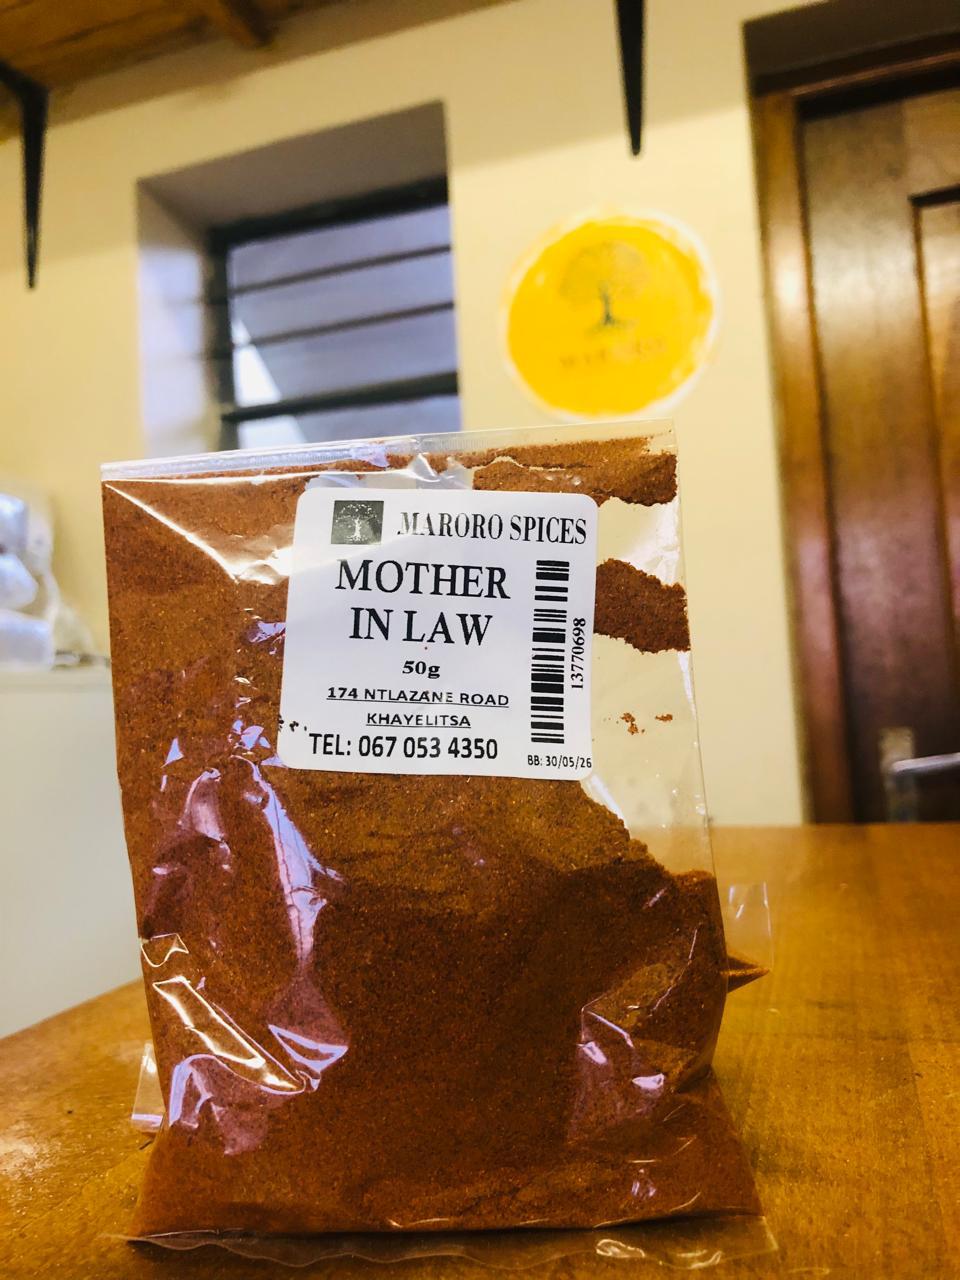 MARORO SPICES
MOTHER
IN LAW
50g
174 NTLAZANE ROAD
KHAYELITSA
TEL: 067 053 4350
13770698
BB: 30/05/26